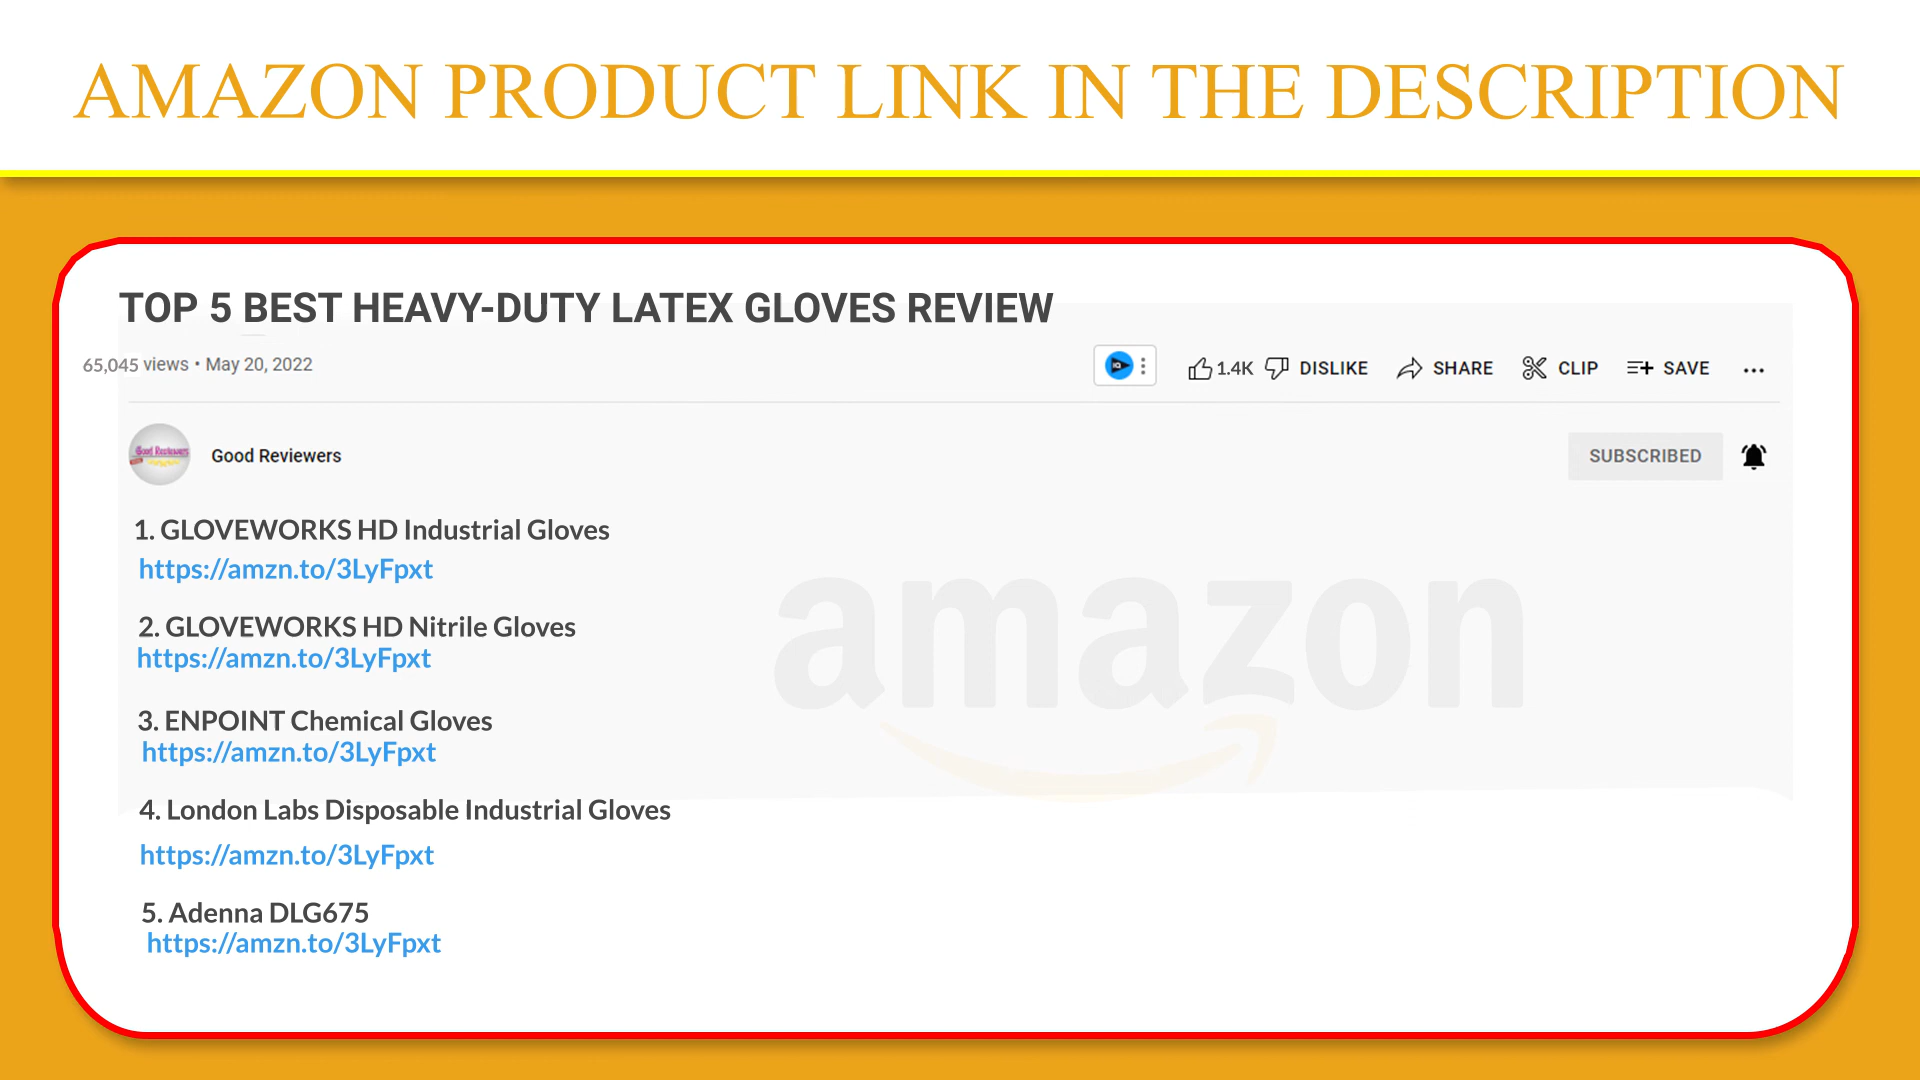 AMAZON PRODUCT LINK IN THE DESCRIPTION
TOP 5 BEST HEAVY-DUTY LATEX GLOVES REVIEW
65,045 views • May 20, 2022
1.4K DISLIKE SHARE CLIP SAVE ...
Good Reviewers
Good Reviewers
SUBSCRIBED
1. GLOVEWORKS HD Industrial Gloves
https://amzn.to/3LyFpxt
2. GLOVEWORKS HD Nitrile Gloves
https://amzn.to/3LyFpxt
3. ENPOINT Chemical Gloves
https://amzn.to/3LyFpxt
4. London Labs Disposable Industrial Gloves
https://amzn.to/3LyFpxt
5. Adenna DLG675
https://amzn.to/3LyFpxt
amazon